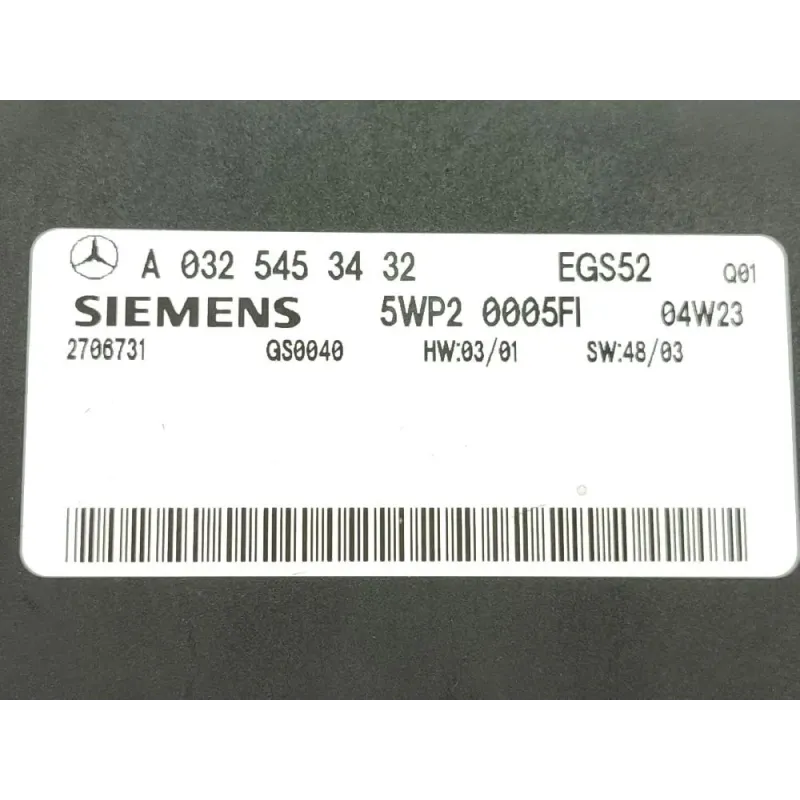 A 032 545 34 32 EGS52 Q01
SIEMENS 5WP2 0005FI 04W23
2706731 QS0040 HW:03/01 SW:48/03